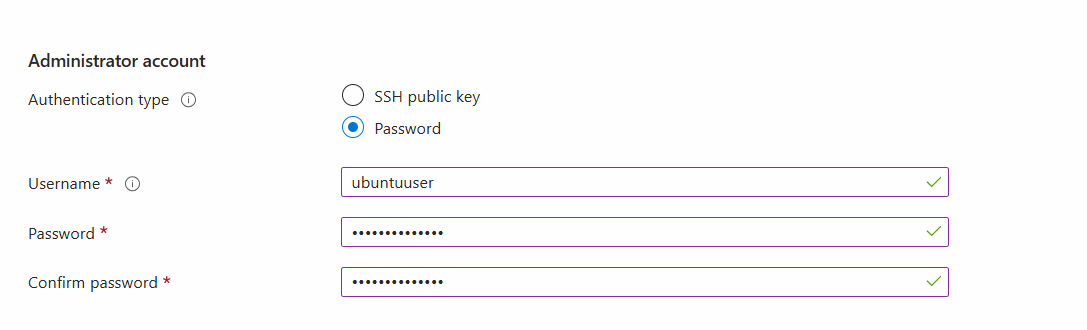 Administrator account
Authentication type
SSH public key
Password
Username *
ubuntuuser
Password *
••••••••••••••
Confirm password *
••••••••••••••